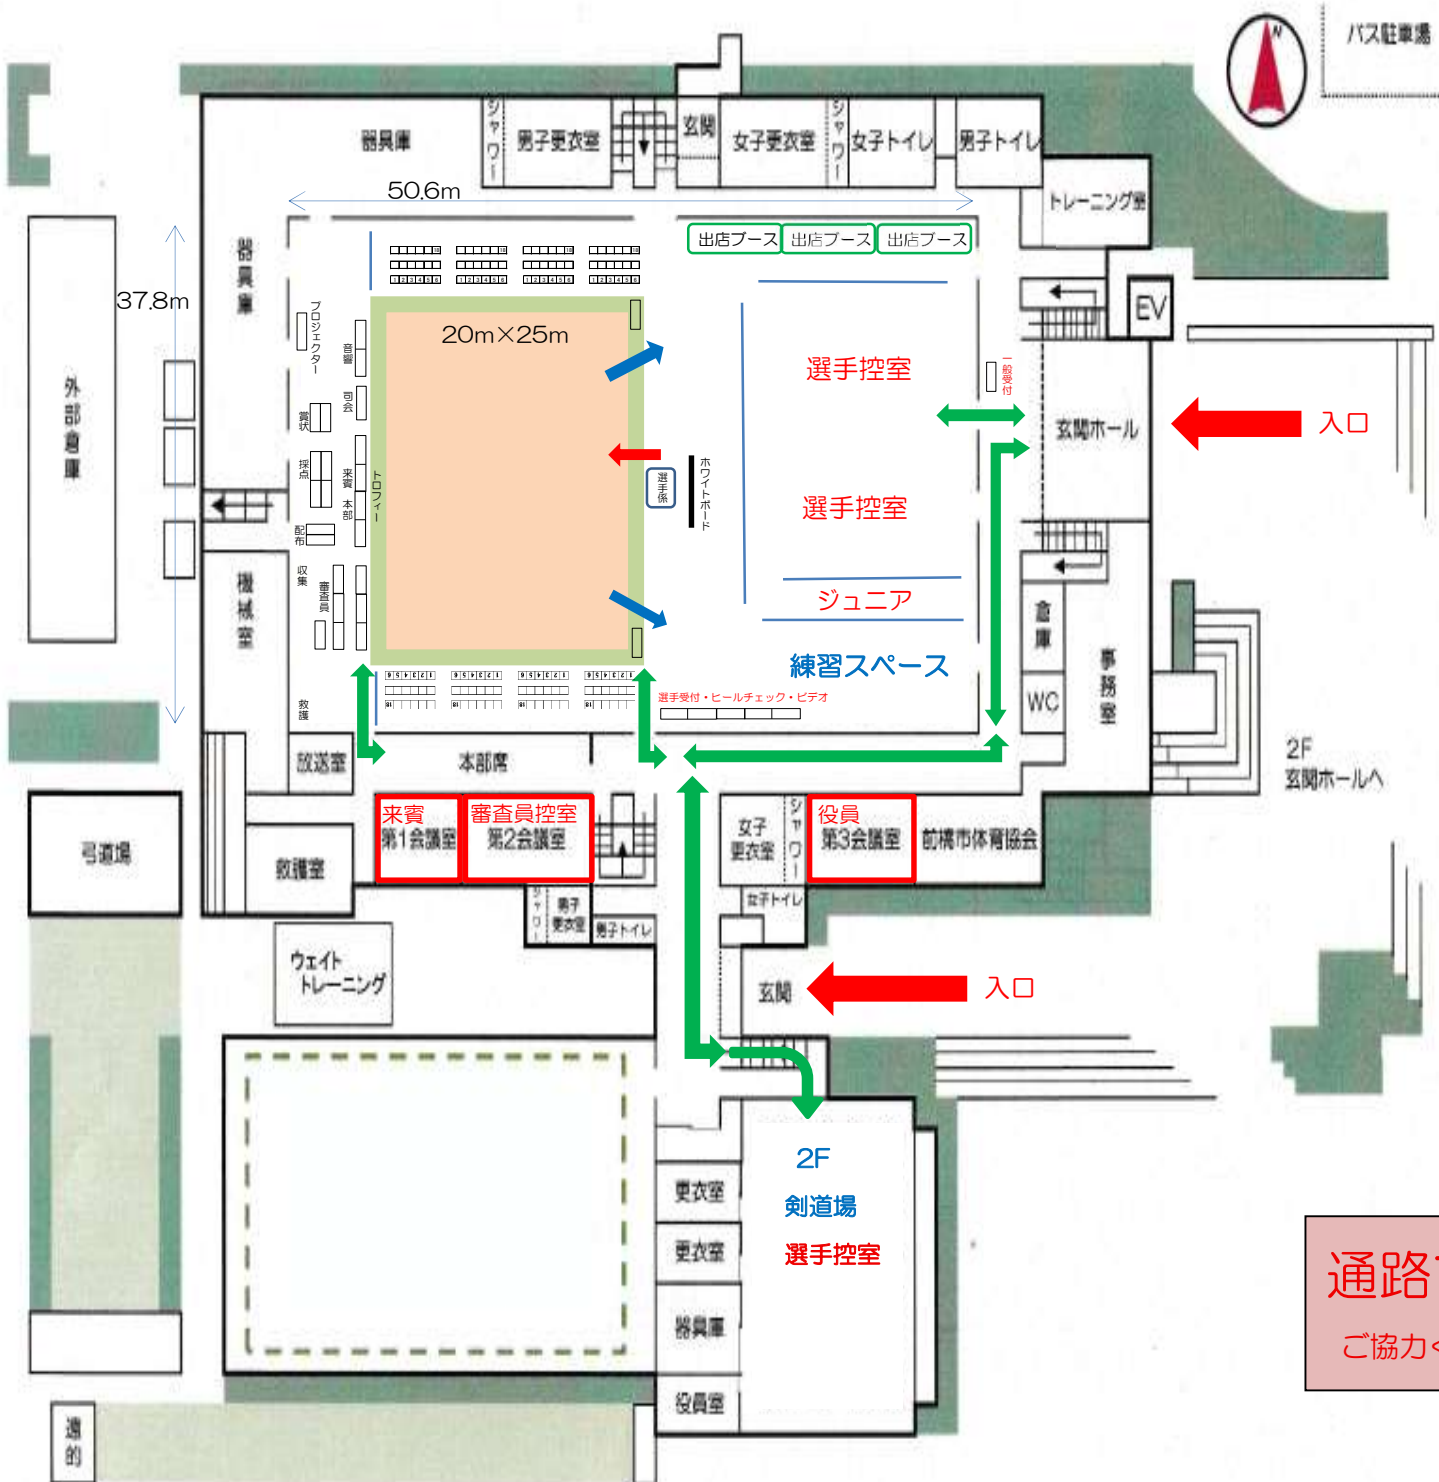 N
バス駐車場
器具庫
シャワー
男子更衣室
玄関
女子更衣室
シャワー
女子トイレ
男子トイレ
トレーニング室
50.6m
出店ブース
出店ブース
出店ブース
器具庫
37.8m
EV
プロジェクター
音響
20m×25m
選手控室
一般受付
外部倉庫
司会
賞状
玄関ホール
入口
採点
来賓
トロフィー
選手係
ホワイトボード
選手控室
本部
配布
収集
審査員
機械室
ジュニア
倉庫
練習スペース
事務室
救護
選手受付・ヒールチェック・ビデオ
WC
放送室
本部席
2F
玄関ホールへ
来賓
第1会議室
審査員控室
第2会議室
女子
更衣室
シャワー
役員
第3会議室
前橋市体育協会
弓道場
救護室
シャワー
男子
更衣室
男子トイレ
女子トイレ
ウェイト
トレーニング
玄関
入口
2F
剣道場
選手控室
更衣室
更衣室
器具庫
役員室
通路
ご協力く
遠的